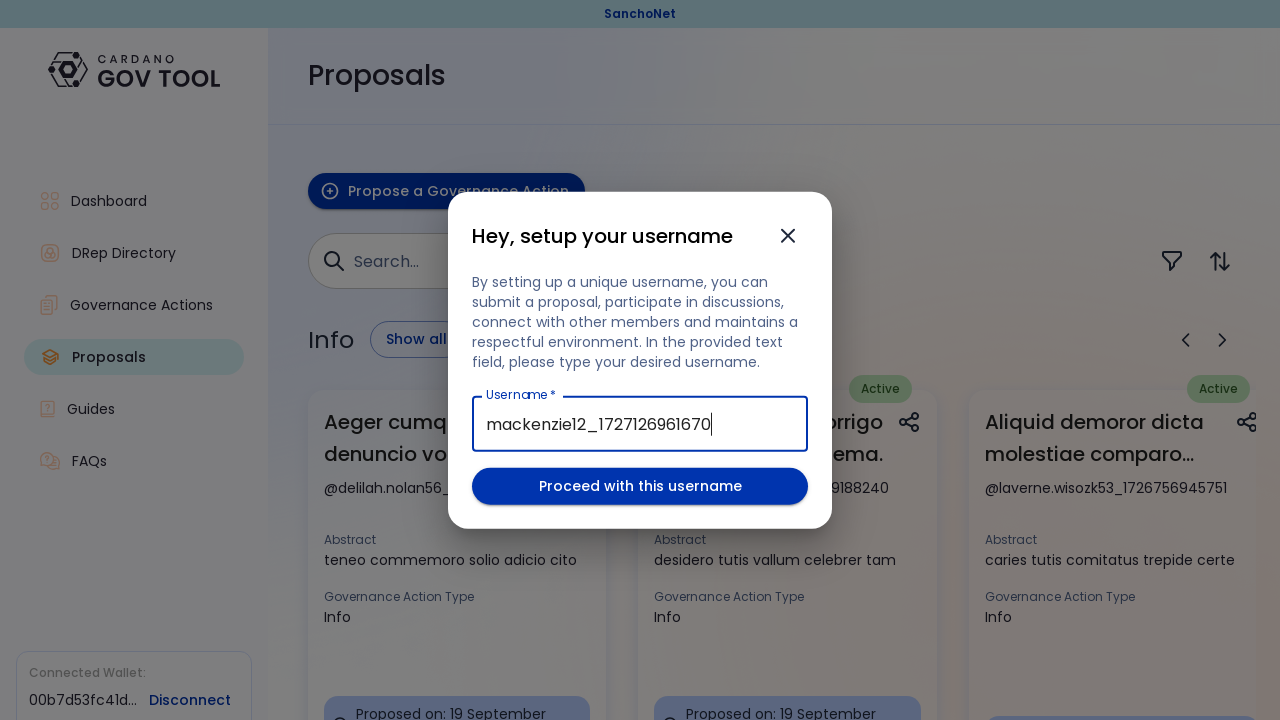 SanchoNet
CARDANO
GOV TOOL
Dashboard
DRep Directory
Governance Actions
Proposals
Guides
FAQs
Connected Wallet:
00b7d53fc41d...
Disconnect
Proposals
Propose a Governance Action
Search...
Info
Show all
Hey, setup your username
By setting up a unique username, you can
submit a proposal, participate in discussions,
connect with other members and maintains a
respectful environment. In the provided text
field, please type your desired username.
Username *
mackenzie12_1727126961670
Proceed with this username
Aeger cumq
denuncio vo
@delilah.nolan56_
Abstract
teneo commemoro solio adicio cito
Governance Action Type
Info
Proposed on: 19 September
Active
orrigo
ema.
9188240
Abstract
desidero tutis vallum celebrer tam
Governance Action Type
Info
Proposed on: 19 September
Active
Aliquid demoror dicta
molestiae comparo...
@laverne.wisozk53_1726756945751
Abstract
caries tutis comitatus trepide certe
Governance Action Type
Info